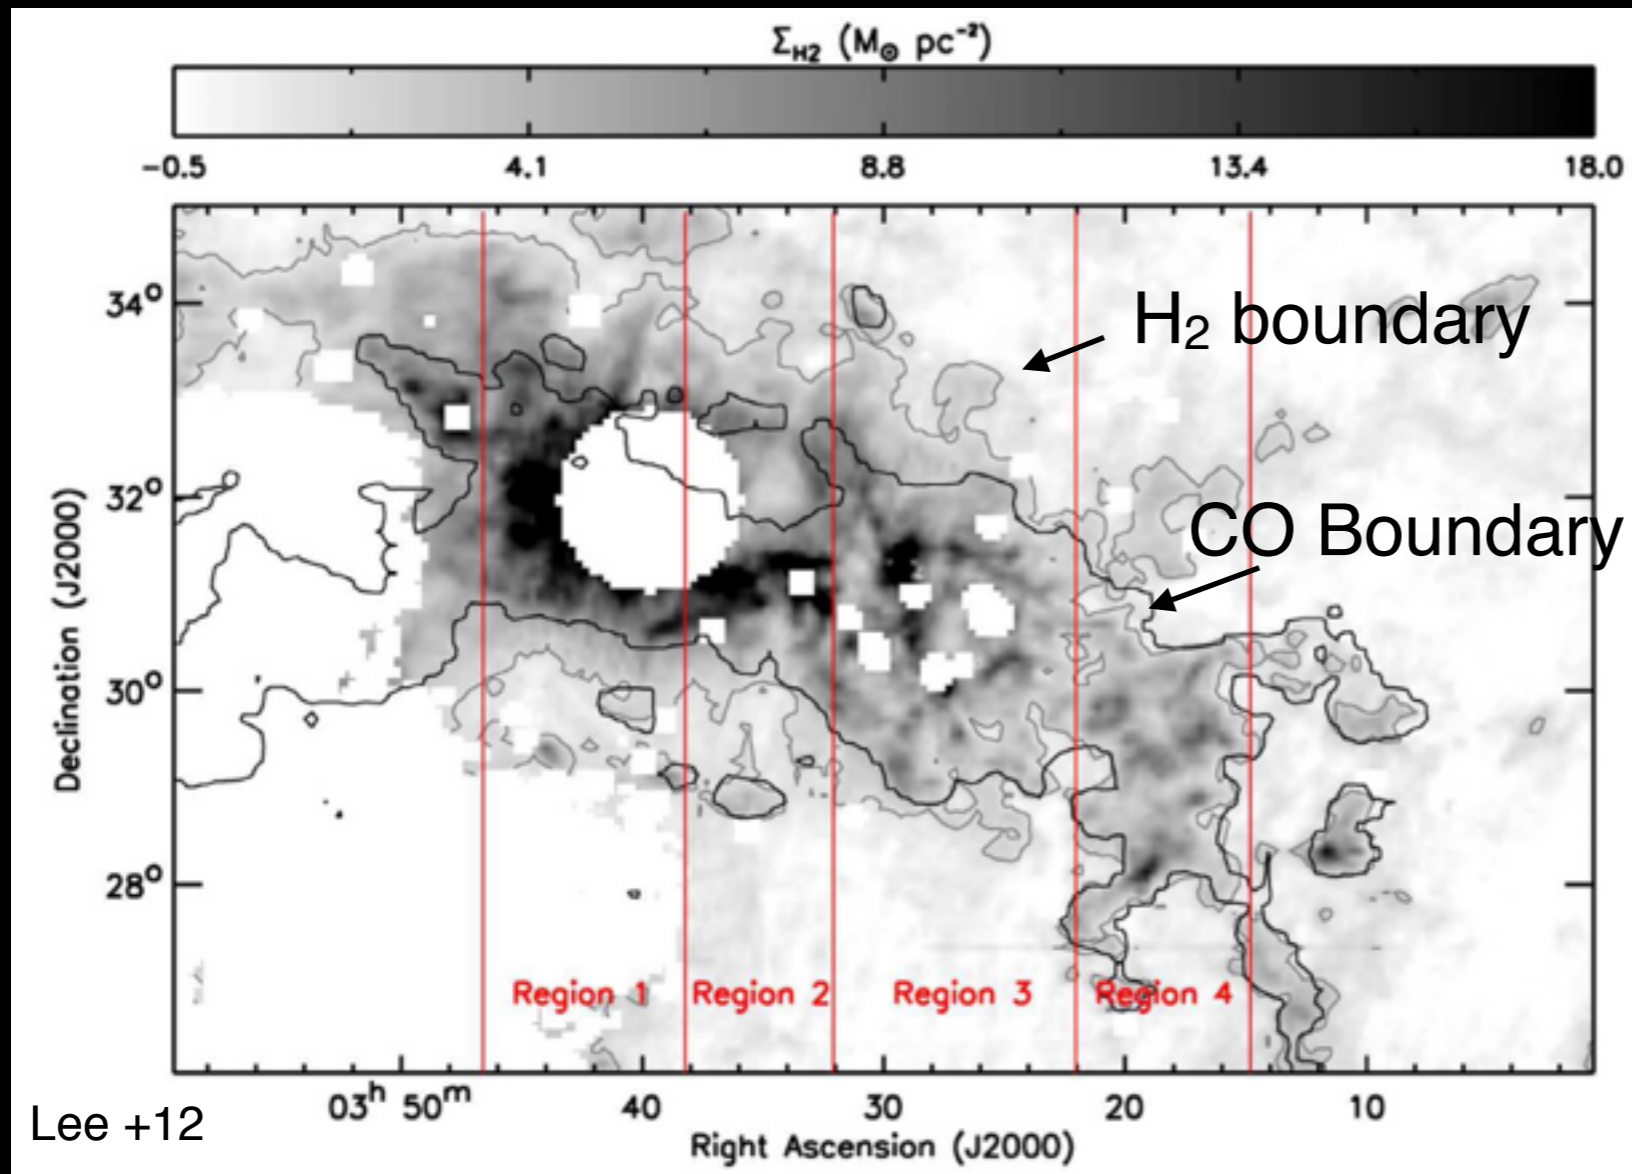 Σ_H2 (M_⊙ pc⁻²)
−0.5 4.1 8.8 13.4 18.0
34°
H₂ boundary
32°
CO Boundary
Declination (J2000)
30°
28°
Region 1 Region 2 Region 3 Region 4
03ʰ 50ᵐ 40 30 20 10
Lee +12
Right Ascension (J2000)